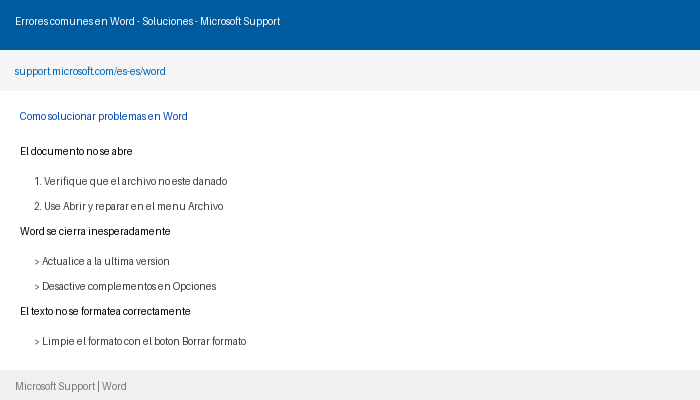 Errores comunes en Word - Soluciones - Microsoft Support
support.microsoft.com/es-es/word
Como solucionar problemas en Word
El documento no se abre
1. Verifique que el archivo no este danado
2. Use Abrir y reparar en el menu Archivo
Word se cierra inesperadamente
> Actualice a la ultima version
> Desactive complementos en Opciones
El texto no se formatea correctamente
> Limpie el formato con el boton Borrar formato
Microsoft Support | Word